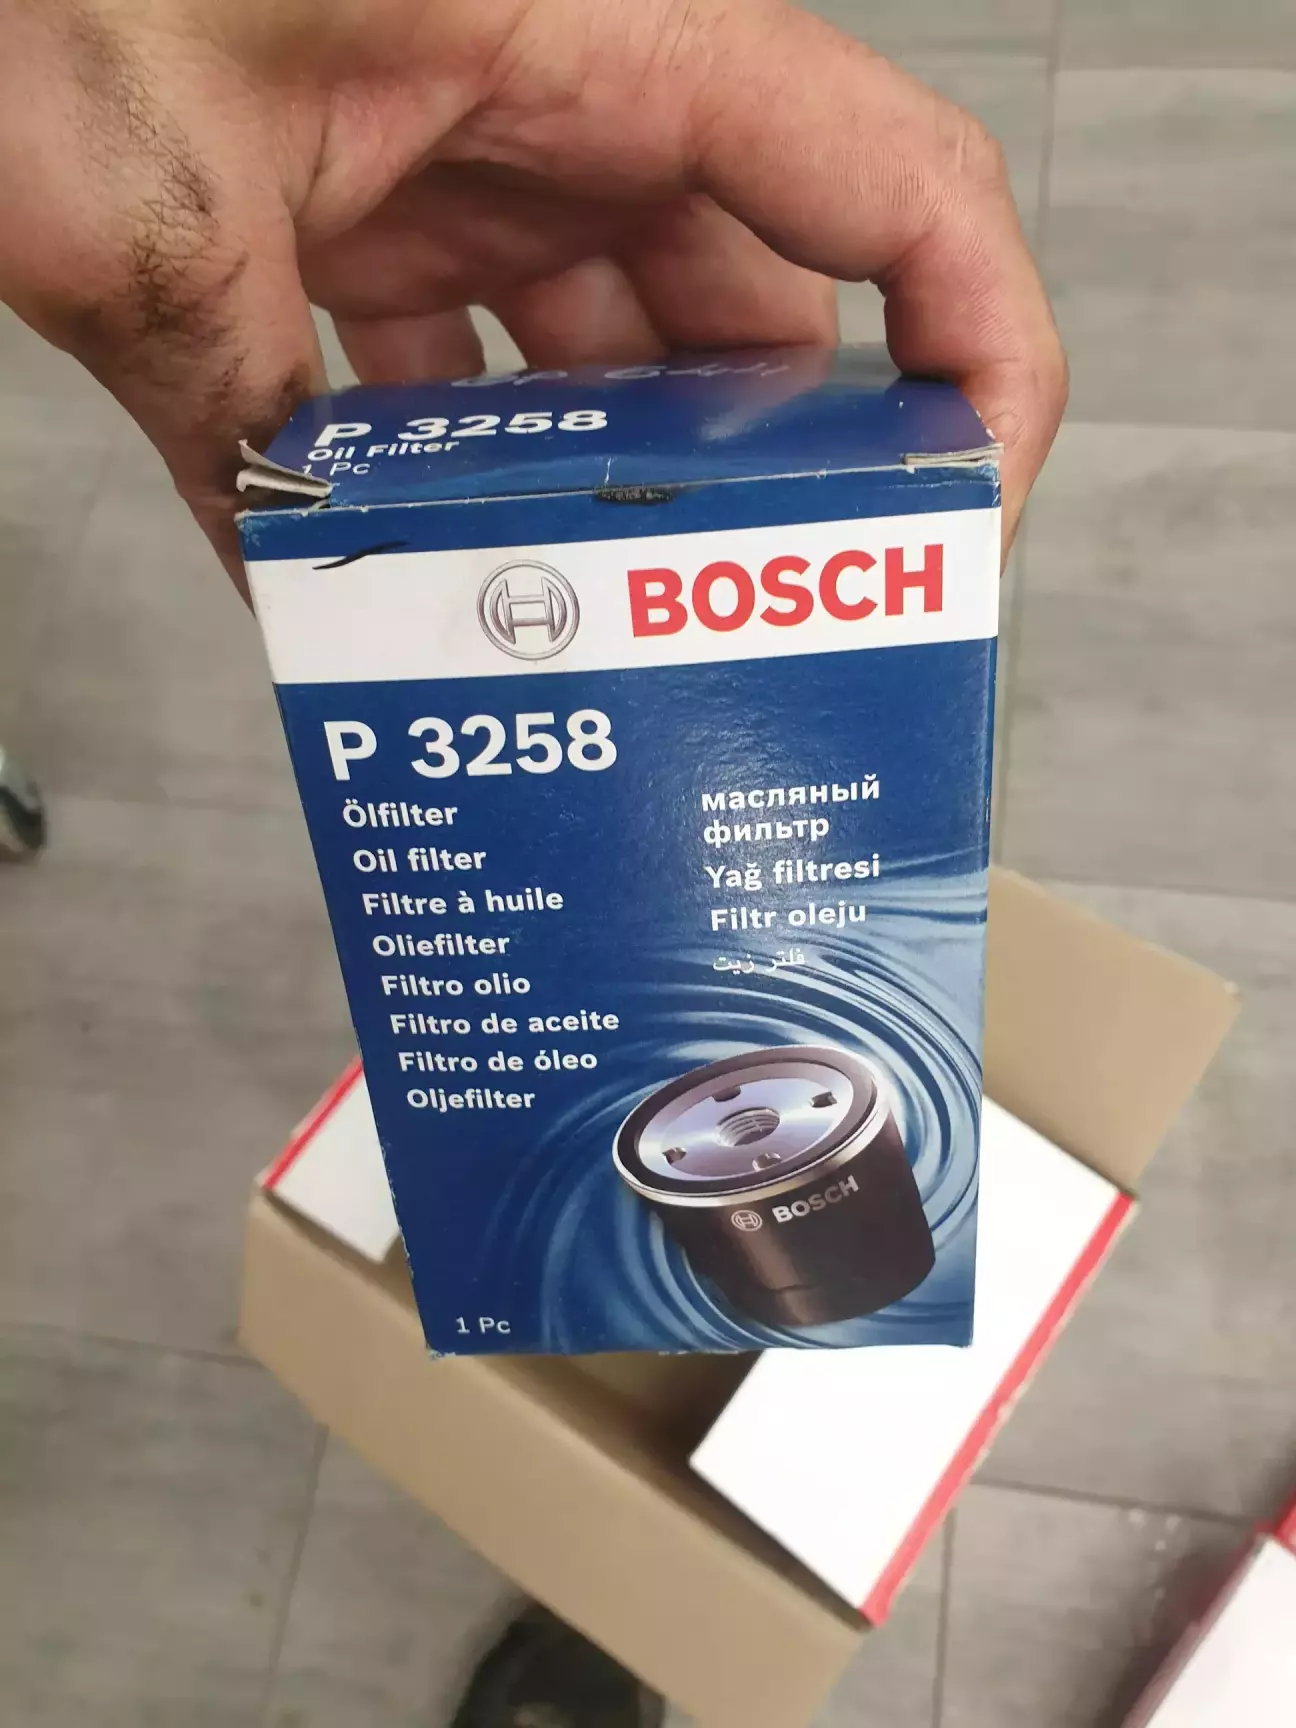 P 3258
Oil Filter
1 Pc
BOSCH
P 3258
Ölfilter
Oil filter
Filtre à huile
Oliefilter
Filtro olio
Filtro de aceite
Filtro de óleo
Oljefilter
масляный
фильтр
Yağ filtresi
Filtr oleju
فلتر زيت
BOSCH
1 Pc